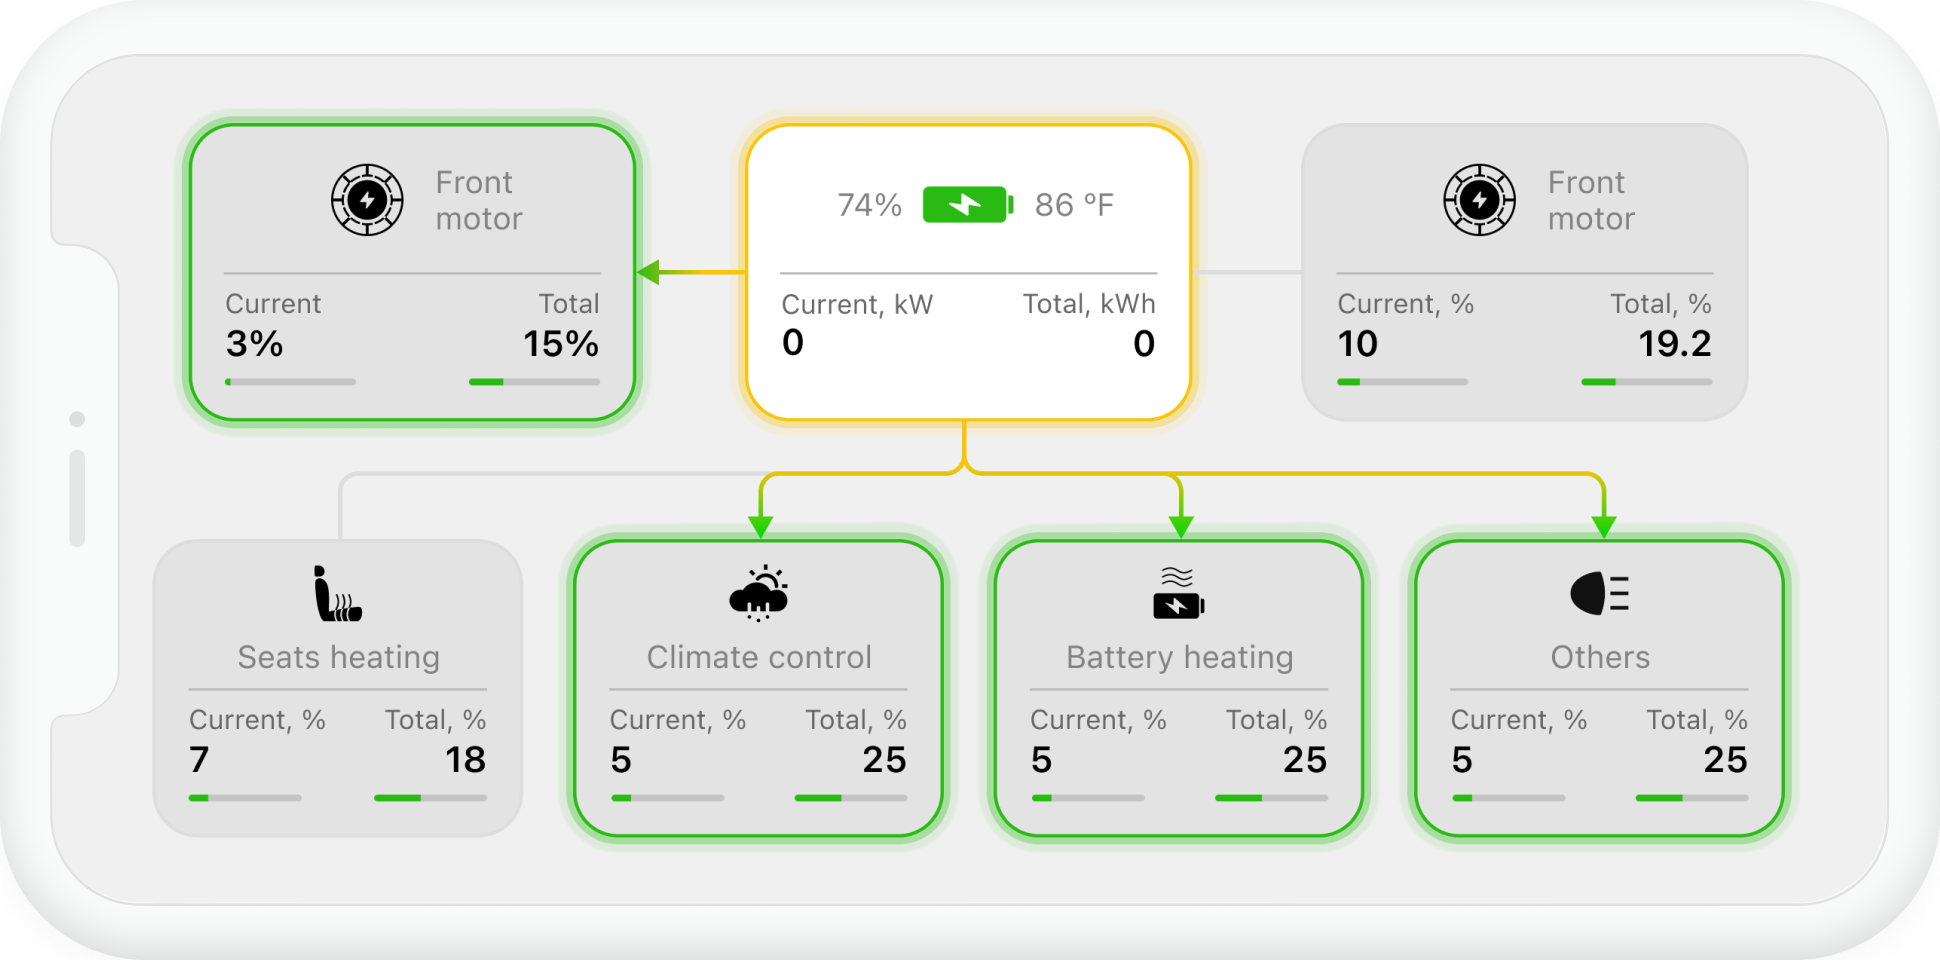 Front
motor
Current Total
3% 15%
74% 86 °F
Current, kW Total, kWh
0 0
Front
motor
Current, % Total, %
10 19.2
Seats heating
Current, % Total, %
7 18
Climate control
Current, % Total, %
5 25
Battery heating
Current, % Total, %
5 25
Others
Current, % Total, %
5 25